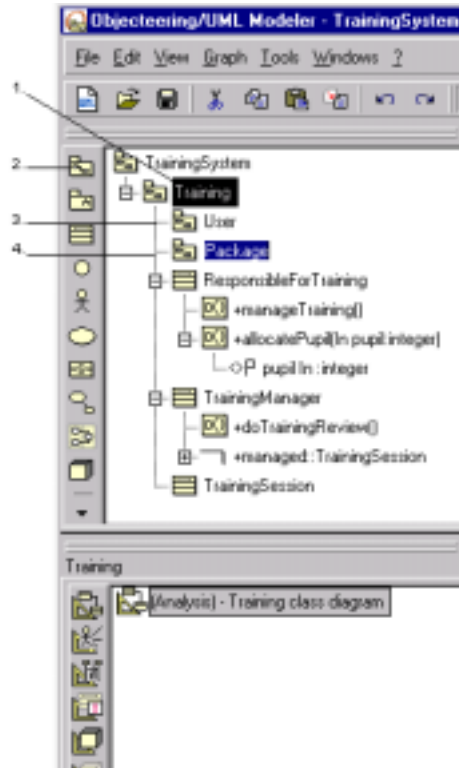 Objecteering/UML Modeler - TrainingSystem
File Edit View Graph Tools Windows ?
1.
2.
TrainingSystem
Training
3.
User
4.
Package
ResponsibleForTraining
+manageTraining()
+allocatePupil(In pupil:integer)
pupil In : integer
TrainingManager
+doTrainingReview()
+managed : TrainingSession
TrainingSession
Training
(Analysis) - Training class diagram